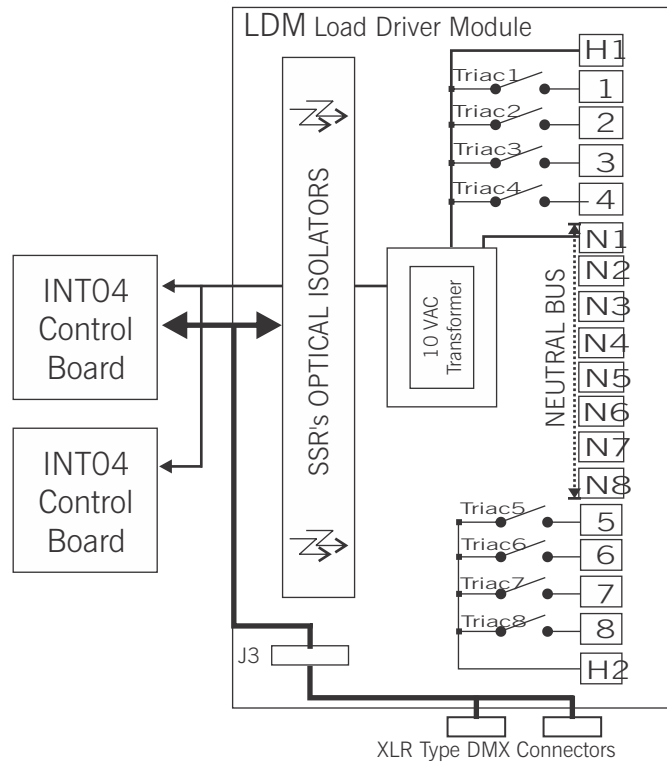 LDM Load Driver Module
H1
Triac1
1
Triac2
2
Triac3
3
Triac4
4
SSR's OPTICAL ISOLATORS
10 VAC
Transformer
NEUTRAL BUS
N1
N2
N3
N4
N5
N6
N7
N8
INT04
Control
Board
INT04
Control
Board
Triac5
5
Triac6
6
Triac7
7
Triac8
8
H2
J3
XLR Type DMX Connectors